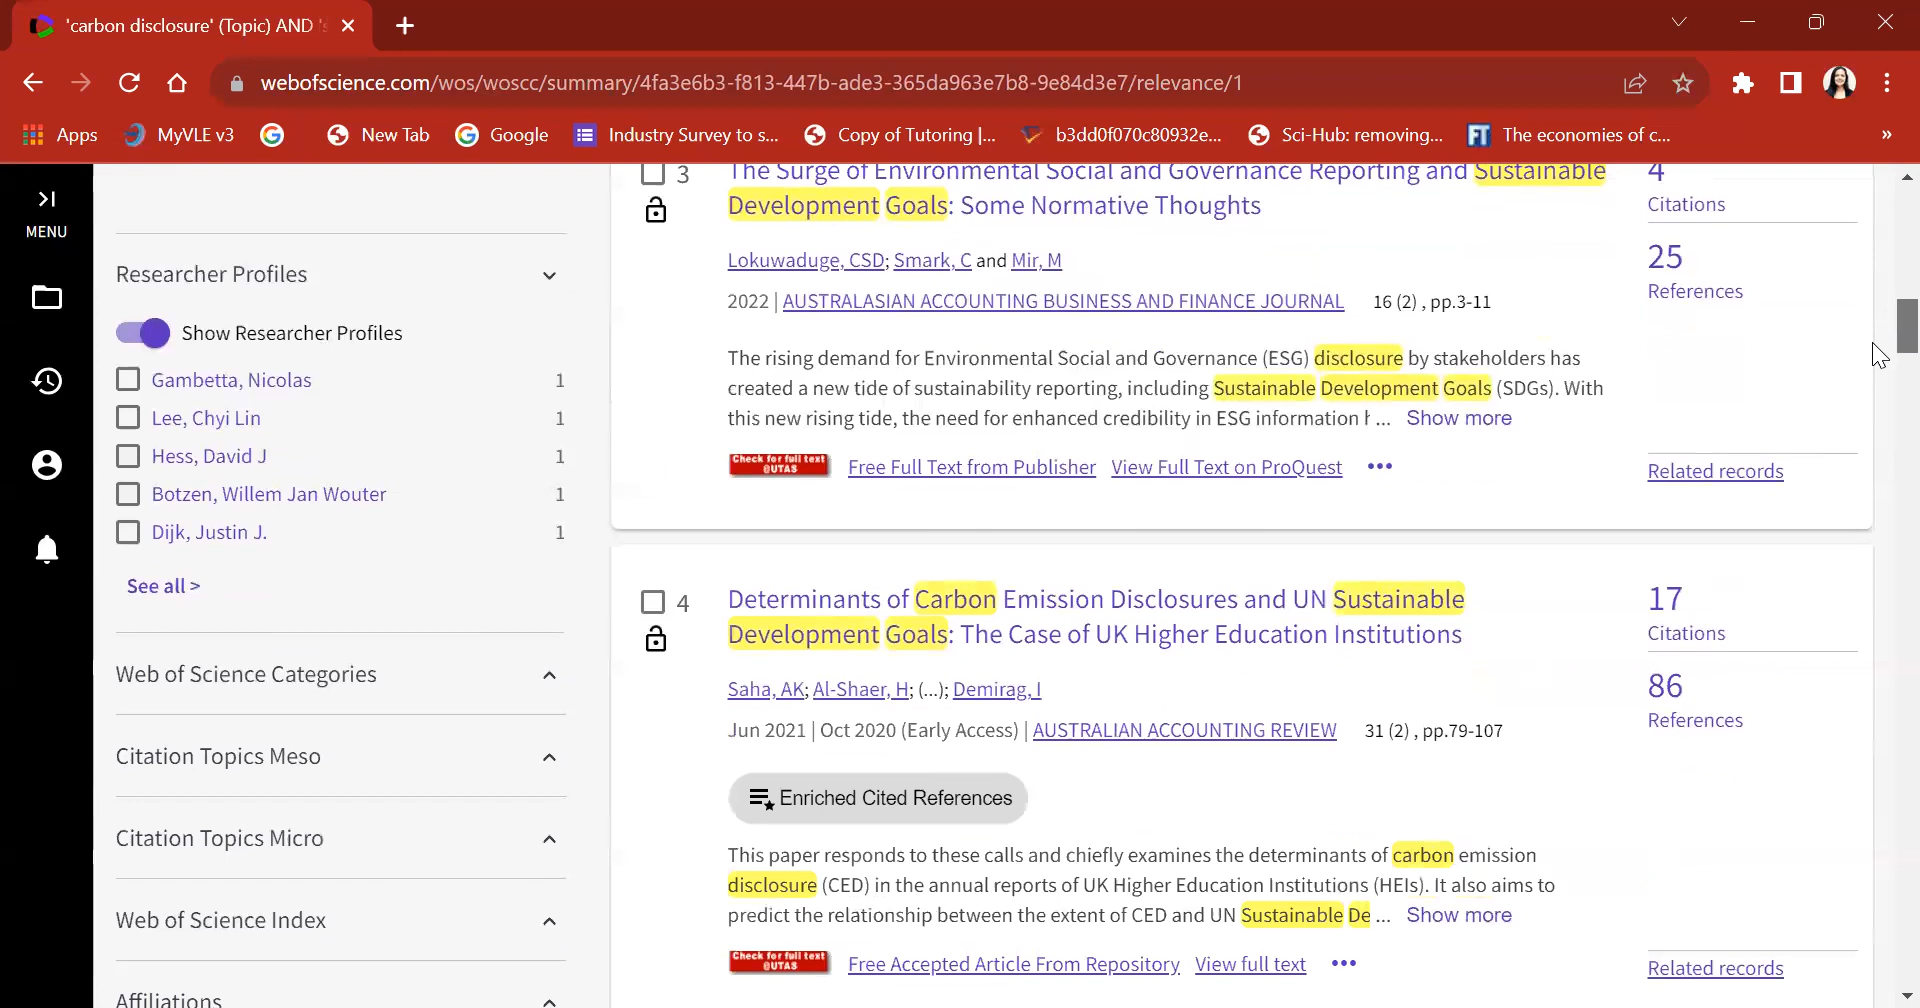 'carbon disclosure' (Topic) AND
webofscience.com/wos/woscc/summary/4fa3e6b3-f813-447b-ade3-365da963e7b8-9e84d3e7/relevance/1
Apps
MyVLE v3
New Tab
Google
Industry Survey to s...
Copy of Tutoring |...
b3dd0f070c80932e...
Sci-Hub: removing...
FT
The economies of c...
»
MENU
Researcher Profiles
Show Researcher Profiles
Gambetta, Nicolas 1
Lee, Chyi Lin 1
Hess, David J 1
Botzen, Willem Jan Wouter 1
Dijk, Justin J. 1
See all >
Web of Science Categories
Citation Topics Meso
Citation Topics Micro
Web of Science Index
Affiliations
3
The Surge of Environmental Social and Governance Reporting and Sustainable
Development Goals: Some Normative Thoughts
Lokuwaduge, CSD; Smark, C and Mir, M
2022 | AUSTRALASIAN ACCOUNTING BUSINESS AND FINANCE JOURNAL 16 (2) , pp.3-11
The rising demand for Environmental Social and Governance (ESG) disclosure by stakeholders has
created a new tide of sustainability reporting, including Sustainable Development Goals (SDGs). With
this new rising tide, the need for enhanced credibility in ESG information h ... Show more
Check for full text
@UTAS
Free Full Text from Publisher View Full Text on ProQuest •••
4
Citations
25
References
Related records
4
Determinants of Carbon Emission Disclosures and UN Sustainable
Development Goals: The Case of UK Higher Education Institutions
Saha, AK; Al-Shaer, H; (...); Demirag, I
Jun 2021 | Oct 2020 (Early Access) | AUSTRALIAN ACCOUNTING REVIEW 31 (2) , pp.79-107
Enriched Cited References
This paper responds to these calls and chiefly examines the determinants of carbon emission
disclosure (CED) in the annual reports of UK Higher Education Institutions (HEIs). It also aims to
predict the relationship between the extent of CED and UN Sustainable De ... Show more
Check for full text
@UTAS
Free Accepted Article From Repository View full text •••
17
Citations
86
References
Related records